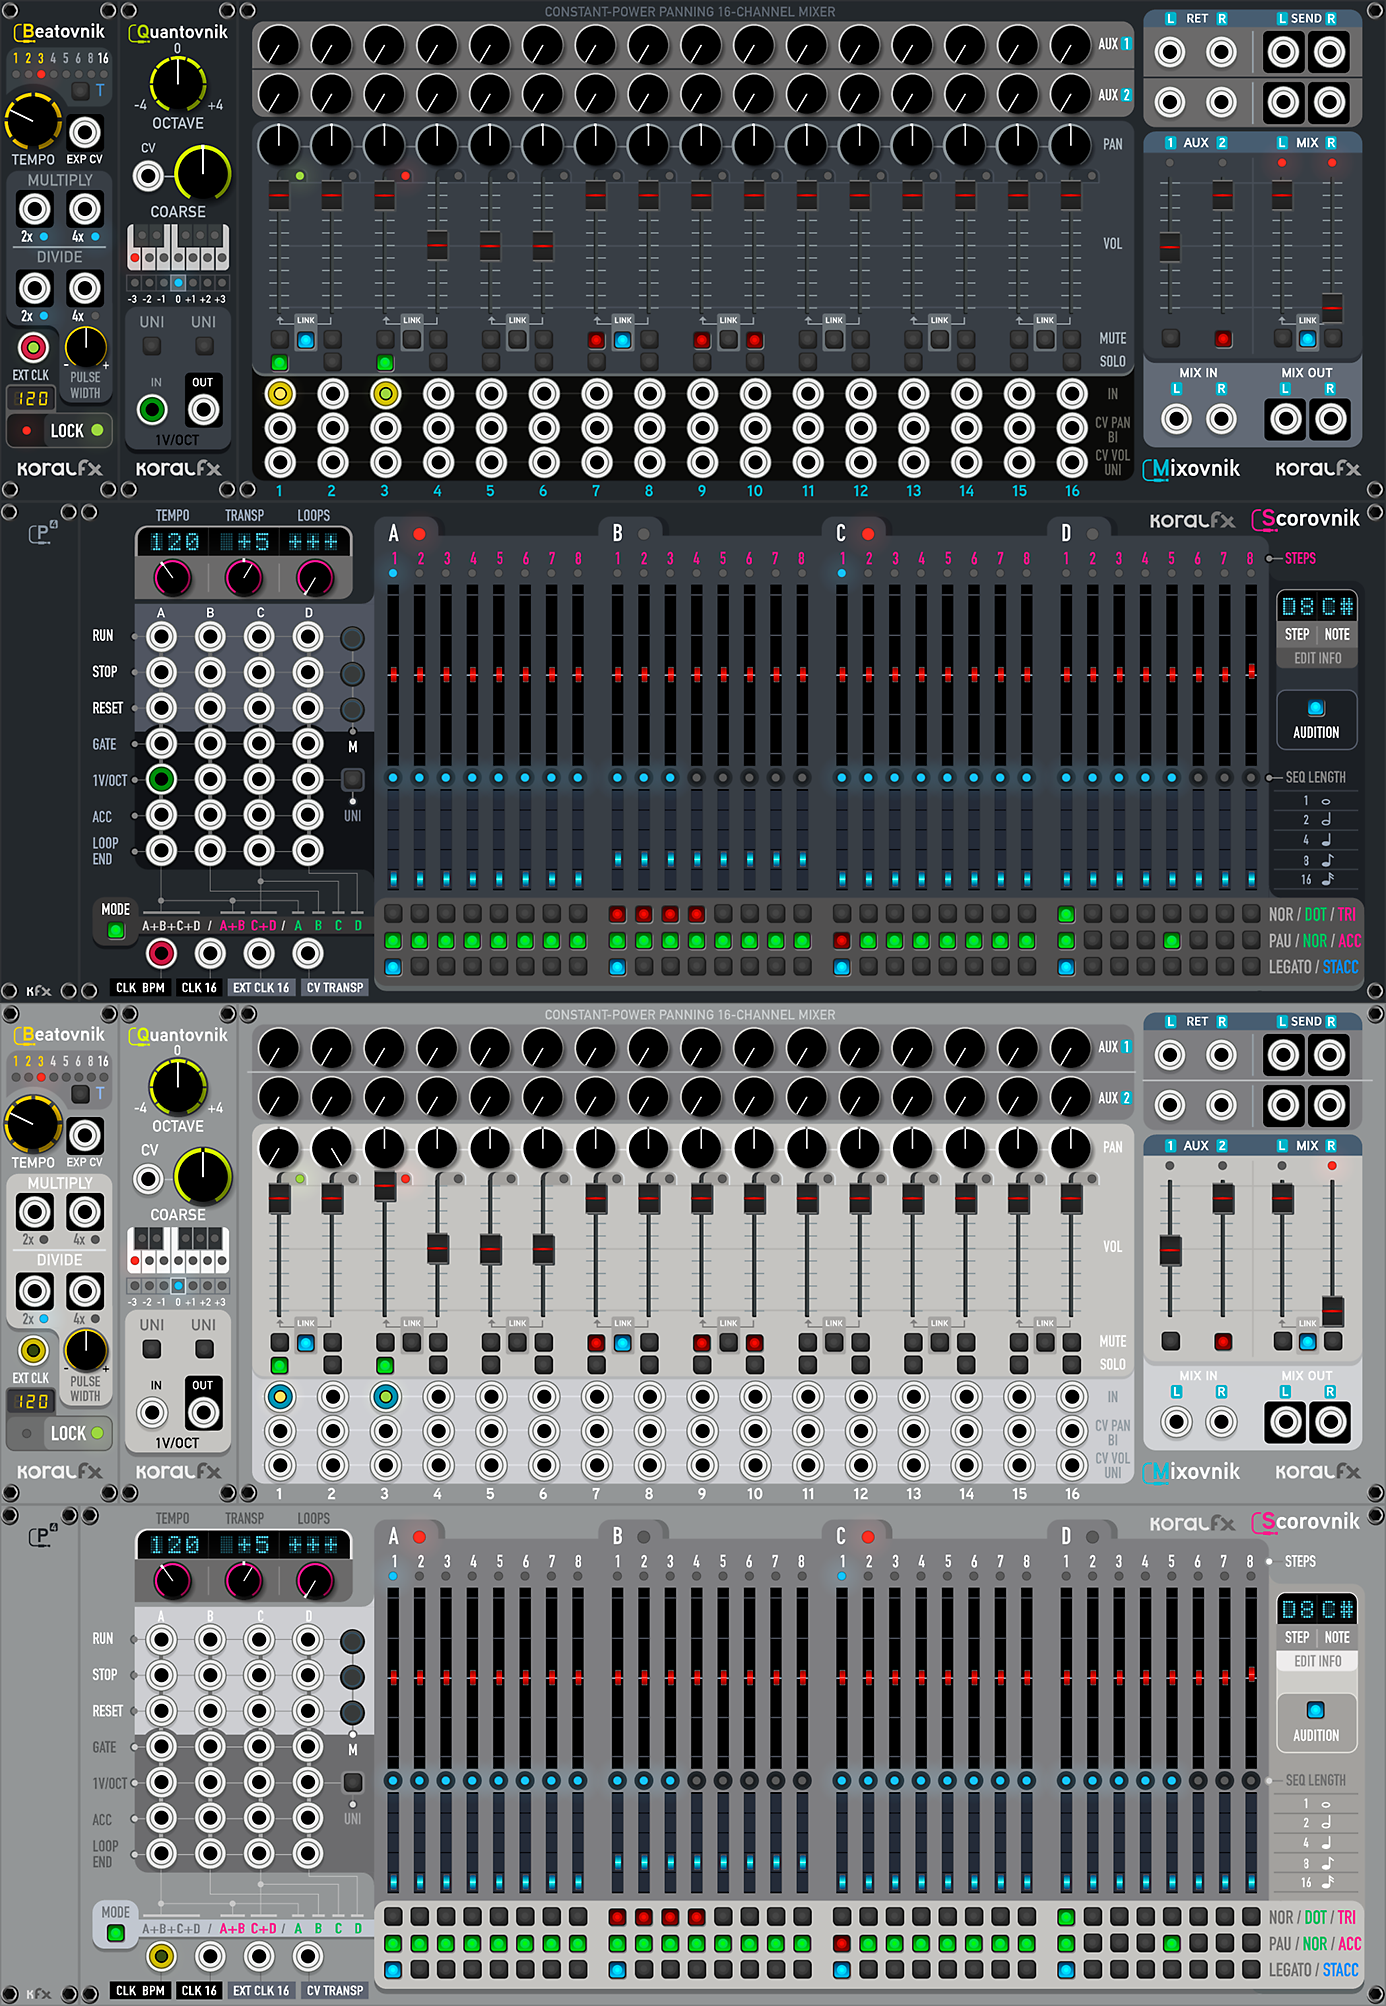 CONSTANT-POWER PANNING 16-CHANNEL MIXER
Beatovnik
1 2 3 4 5 6 8 16
T
TEMPO
EXP CV
MULTIPLY
2x 4x
DIVIDE
2x 4x
EXT CLK
PULSE
WIDTH
120
LOCK
KORALFX
Quantovnik
0
-4 +4
OCTAVE
CV
COARSE
-3 -2 -1 0 +1 +2 +3
UNI UNI
IN OUT
1V/OCT
KORALFX
AUX 1
AUX 2
PAN
VOL
LINK LINK LINK LINK LINK LINK LINK LINK
MUTE
SOLO
IN
CV PAN
BI
CV VOL
UNI
1 2 3 4 5 6 7 8 9 10 11 12 13 14 15 16
L RET R L SEND R
1 AUX 2 L MIX R
LINK
MIX IN MIX OUT
L R L R
Mixovnik KORALFX
P4
TEMPO TRANSP LOOPS
120 +5 +++
A B C D
RUN
STOP
RESET
GATE
M
1V/OCT
ACC
UNI
LOOP
END
MODE
A+B+C+D / A+B C+D / A B C D
CLK BPM CLK 16 EXT CLK 16 CV TRANSP
KFX
KORALFX Scorovnik
A B C D
1 2 3 4 5 6 7 8 1 2 3 4 5 6 7 8 1 2 3 4 5 6 7 8 1 2 3 4 5 6 7 8
STEPS
D8 C#
STEP NOTE
EDIT INFO
AUDITION
SEQ LENGTH
1
2
4
8
16
NOR / DOT / TRI
PAU / NOR / ACC
LEGATO / STACC
CONSTANT-POWER PANNING 16-CHANNEL MIXER
Beatovnik
1 2 3 4 5 6 8 16
T
TEMPO
EXP CV
MULTIPLY
2x 4x
DIVIDE
2x 4x
EXT CLK
PULSE
WIDTH
120
LOCK
KORALFX
Quantovnik
0
-4 +4
OCTAVE
CV
COARSE
-3 -2 -1 0 +1 +2 +3
UNI UNI
IN OUT
1V/OCT
KORALFX
AUX 1
AUX 2
PAN
VOL
LINK LINK LINK LINK LINK LINK LINK LINK
MUTE
SOLO
IN
CV PAN
BI
CV VOL
UNI
1 2 3 4 5 6 7 8 9 10 11 12 13 14 15 16
L RET R L SEND R
1 AUX 2 L MIX R
LINK
MIX IN MIX OUT
L R L R
Mixovnik KORALFX
P4
TEMPO TRANSP LOOPS
120 +5 +++
A B C D
RUN
STOP
RESET
GATE
M
1V/OCT
ACC
UNI
LOOP
END
MODE
A+B+C+D / A+B C+D / A B C D
CLK BPM CLK 16 EXT CLK 16 CV TRANSP
KFX
KORALFX Scorovnik
A B C D
1 2 3 4 5 6 7 8 1 2 3 4 5 6 7 8 1 2 3 4 5 6 7 8 1 2 3 4 5 6 7 8
STEPS
D8 C#
STEP NOTE
EDIT INFO
AUDITION
SEQ LENGTH
1
2
4
8
16
NOR / DOT / TRI
PAU / NOR / ACC
LEGATO / STACC